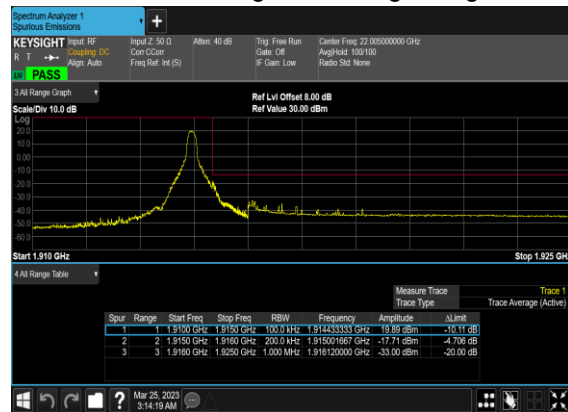 Spectrum Analyzer 1
Spurious Emissions
+
KEYSIGHT Input: RF Input Z: 50 Ω Atten: 40 dB Trig: Free Run Center Freq: 22.005000000 GHz
R T Coupling: DC Corr CCorr Gate: Off Avg|Hold: 100/100
Align: Auto Freq Ref: Int (S) IF Gain: Low Radio Std: None
LW PASS
3 All Range Graph
Ref Lvl Offset 8.00 dB
Scale/Div 10.0 dB Ref Value 30.00 dBm
Log
20.0
10.0
0.00
-10.0
-20.0
-30.0
-40.0
-50.0
-60.0
Start 1.910 GHz Stop 1.925 GH
4 All Range Table
Measure Trace Trace 1
Trace Type Trace Average (Active)
Spur Range Start Freq Stop Freq RBW Frequency Amplitude ΔLimit
1 1 1.9100 GHz 1.9150 GHz 100.0 kHz 1.914433333 GHz 19.89 dBm -10.11 dB
2 2 1.9150 GHz 1.9160 GHz 200.0 kHz 1.915001667 GHz -17.71 dBm -4.706 dB
3 3 1.9160 GHz 1.9250 GHz 1.000 MHz 1.916120000 GHz -33.00 dBm -20.00 dB
? Mar 25, 2023
3:14:19 AM